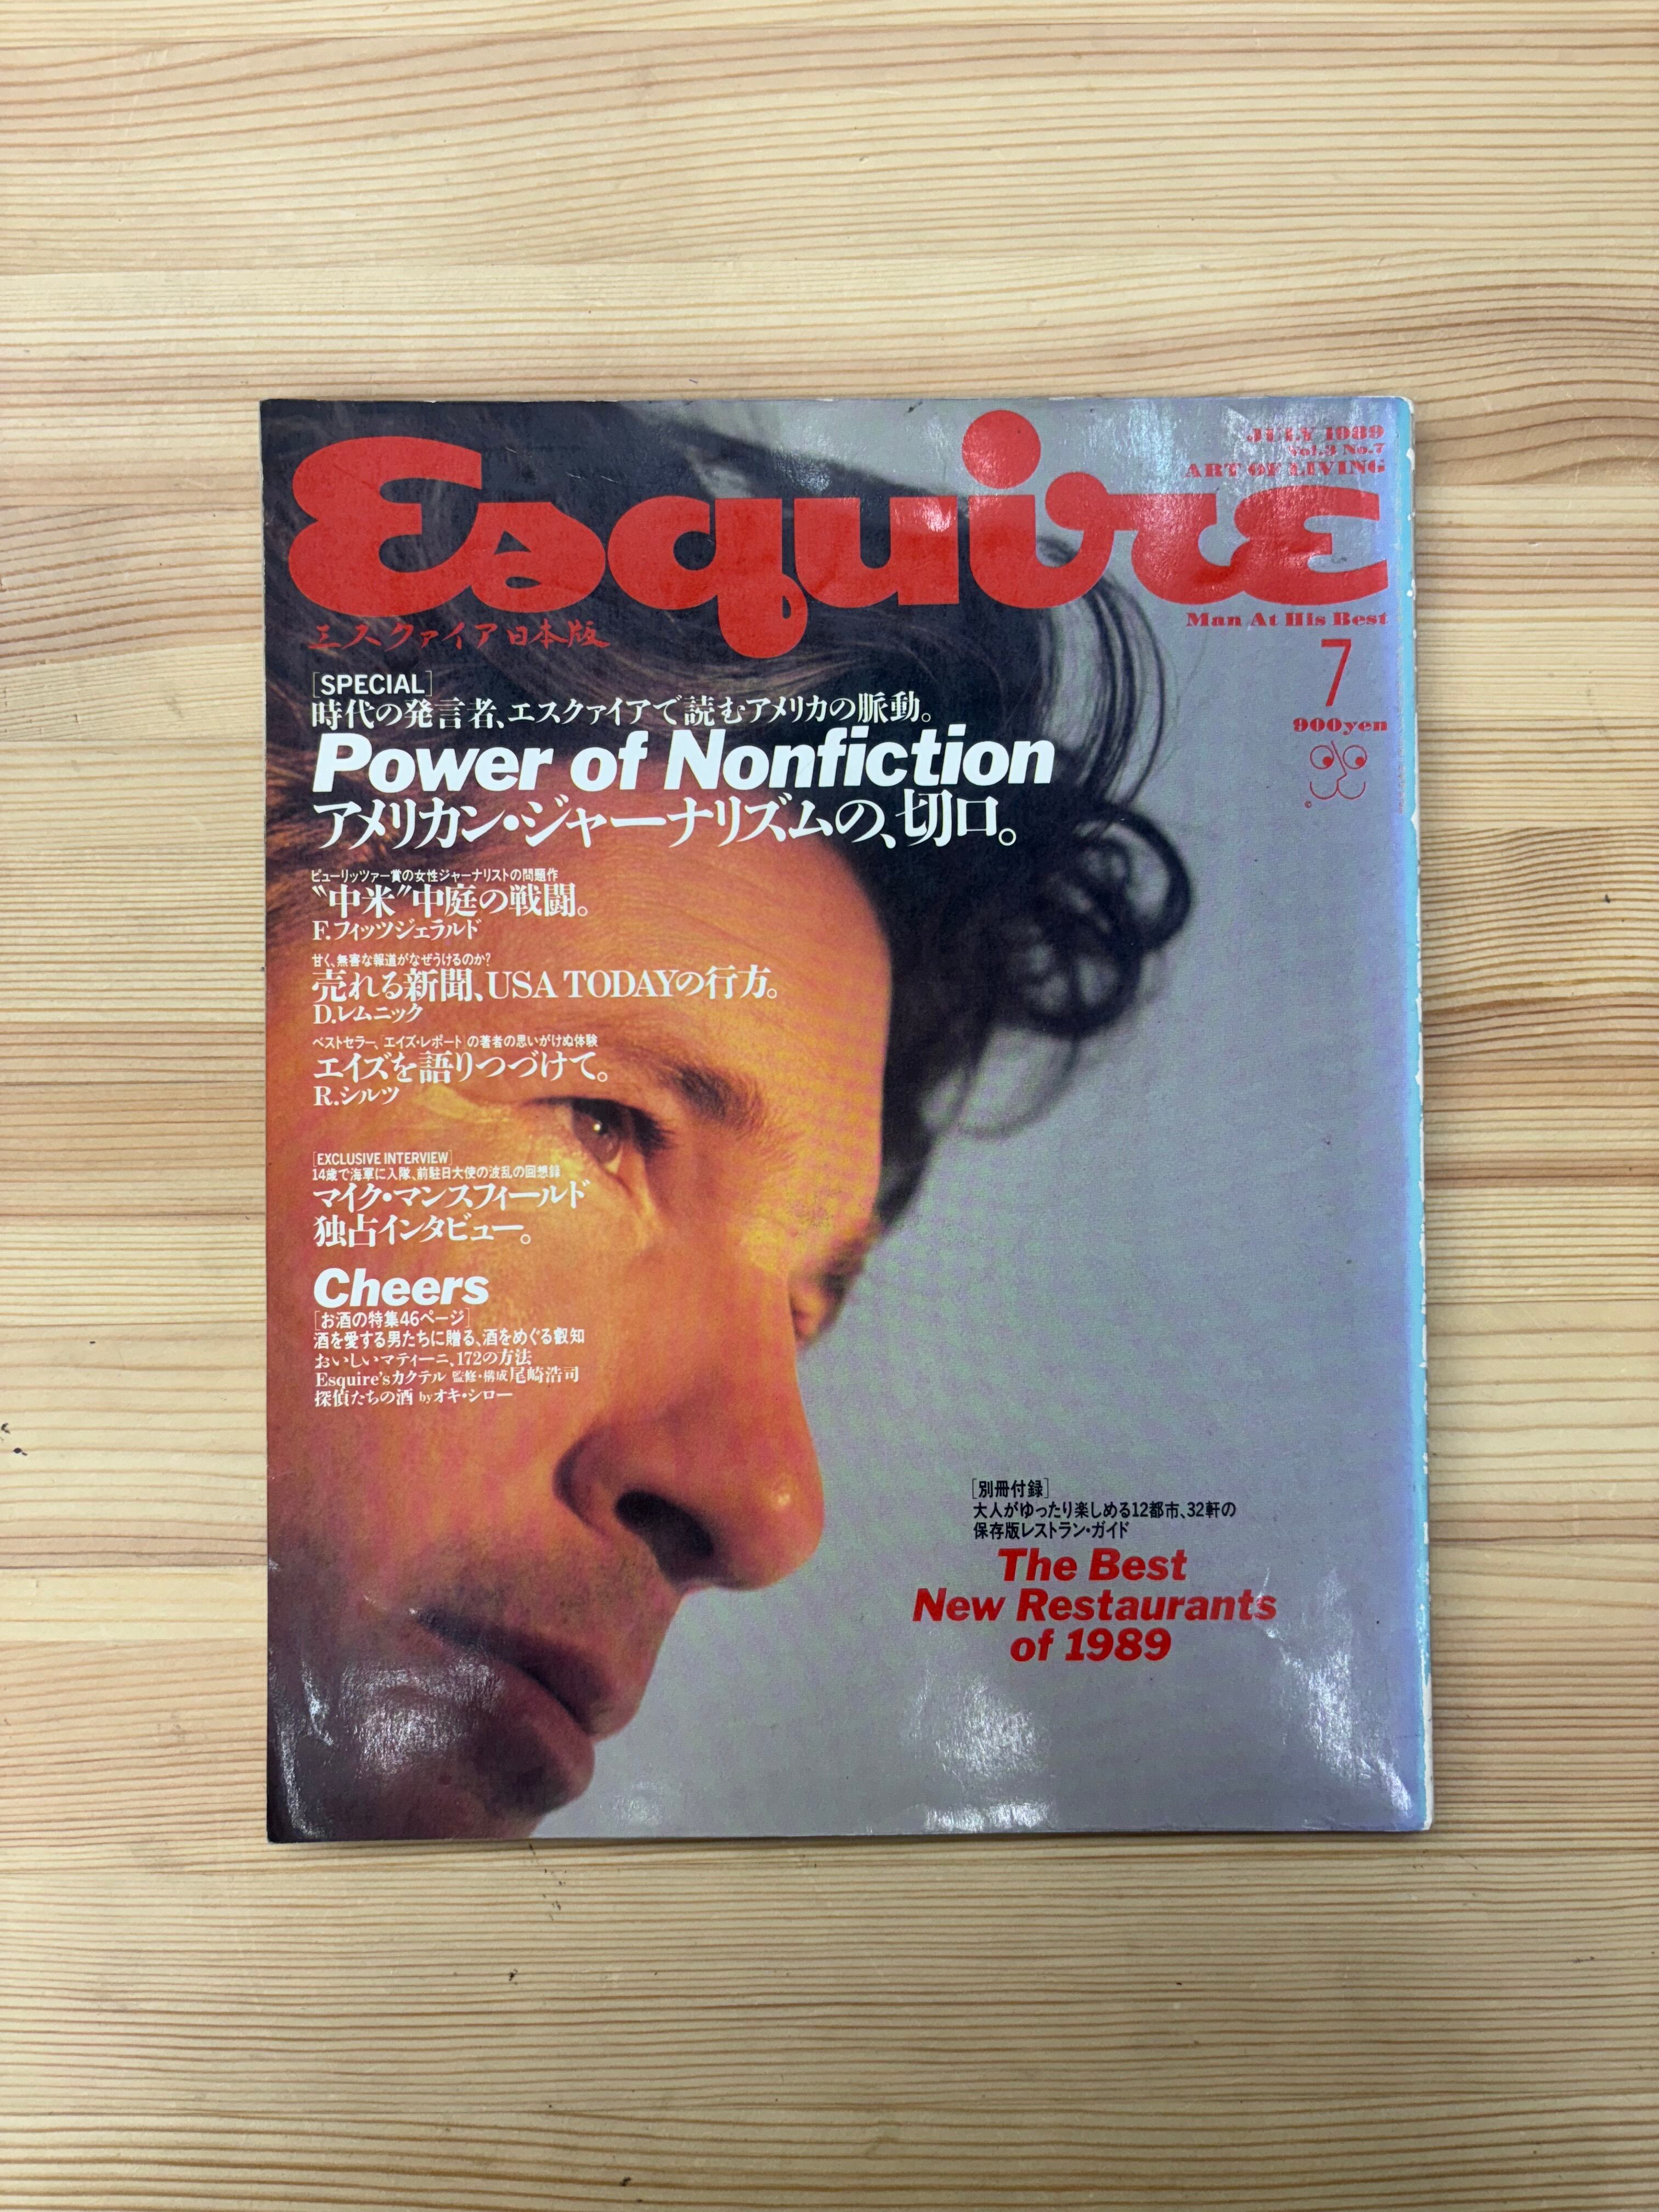 Esquire
JULY 1989
Vol.3 No.7
ART OF LIVING
エスクァイア日本版
Man At His Best
7
900yen
©
[SPECIAL]
時代の発言者、エスクァイアで読むアメリカの脈動。
Power of Nonfiction
アメリカン・ジャーナリズムの、切口。
ピューリッツァー賞の女性ジャーナリストの問題作
〝中米〟中庭の戦闘。
F.フィッツジェラルド
甘く、無害な報道がなぜうけるのか?
売れる新聞、USA TODAYの行方。
D.レムニック
ベストセラー、「エイズ・レポート」の著者の思いがけぬ体験
エイズを語りつづけて。
R.シルツ
[EXCLUSIVE INTERVIEW]
14歳で海軍に入隊、前駐日大使の波乱の回想録
マイク・マンスフィールド
独占インタビュー。
Cheers
[お酒の特集46ページ]
酒を愛する男たちに贈る、酒をめぐる叡知
おいしいマティーニ、172の方法
Esquire'sカクテル 監修・構成 尾崎浩司
探偵たちの酒 byオキ・シロー
[別冊付録]
大人がゆったり楽しめる12都市、32軒の
保存版レストラン・ガイド
The Best
New Restaurants
of 1989